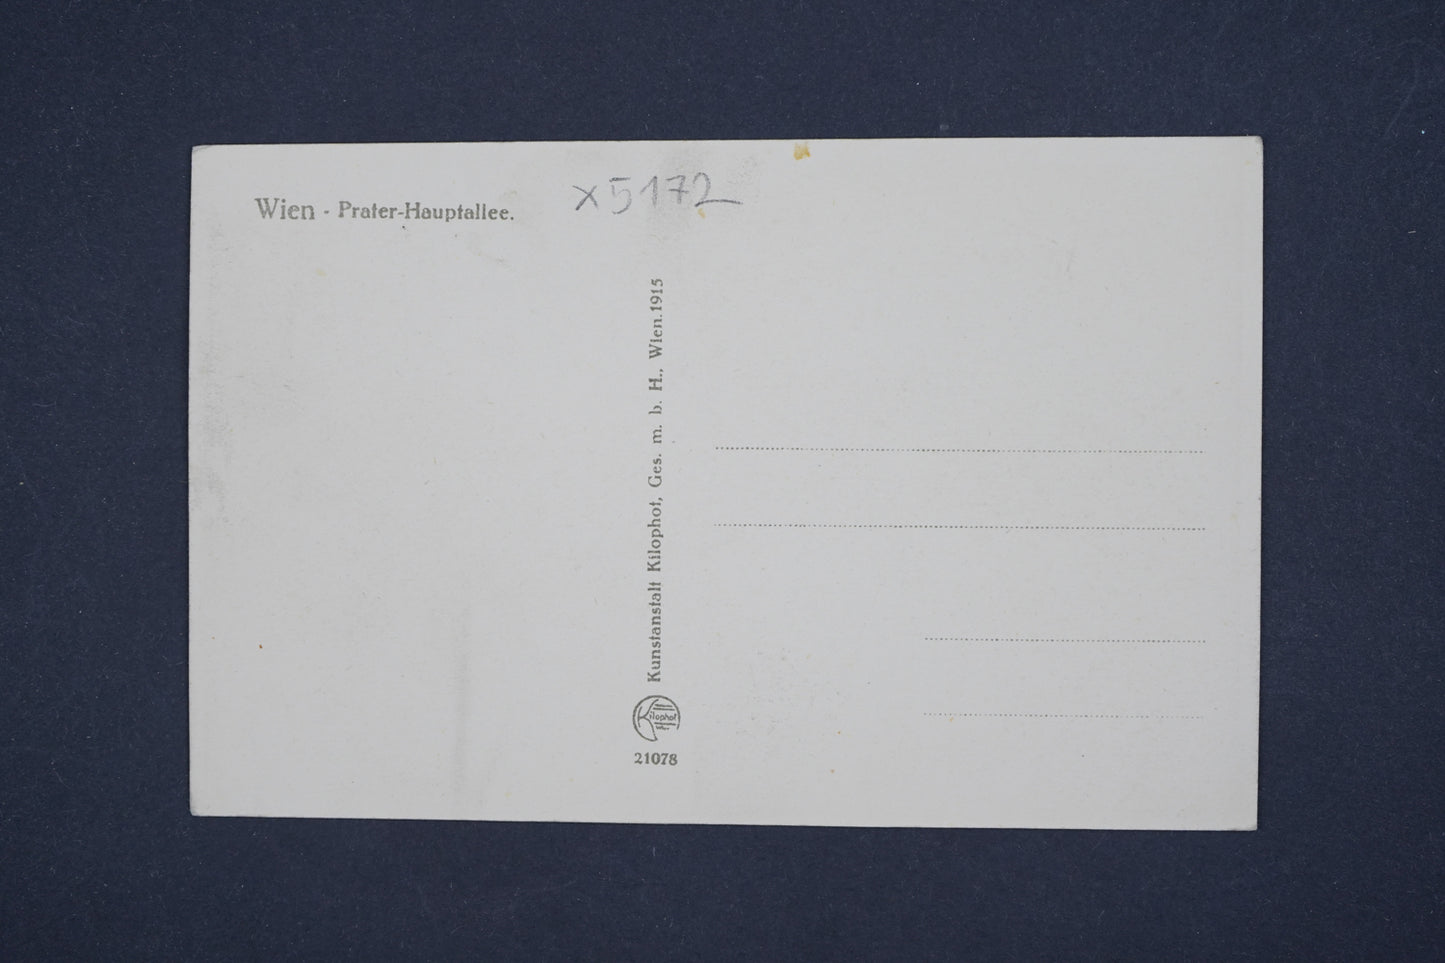 Wien - Prater-Hauptallee.
x5172
Kunstanstalt Kilophot, Ges. m. b. H., Wien.1915
Kilophot
21078